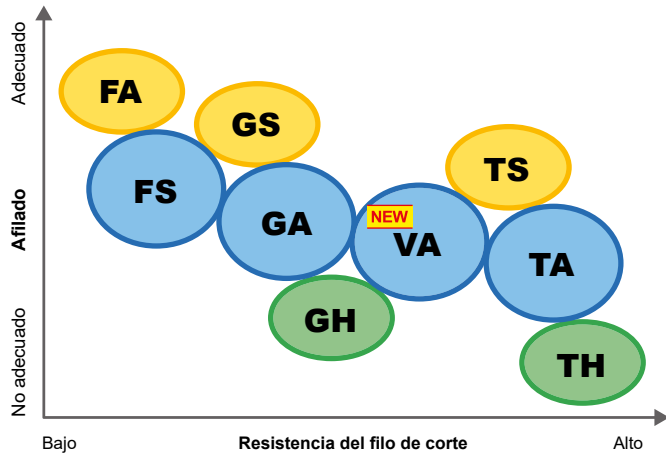 Adecuado
Afilado
No adecuado
FA
GS
FS
TS
GA
NEW
VA
TA
GH
TH
Bajo
Resistencia del filo de corte
Alto